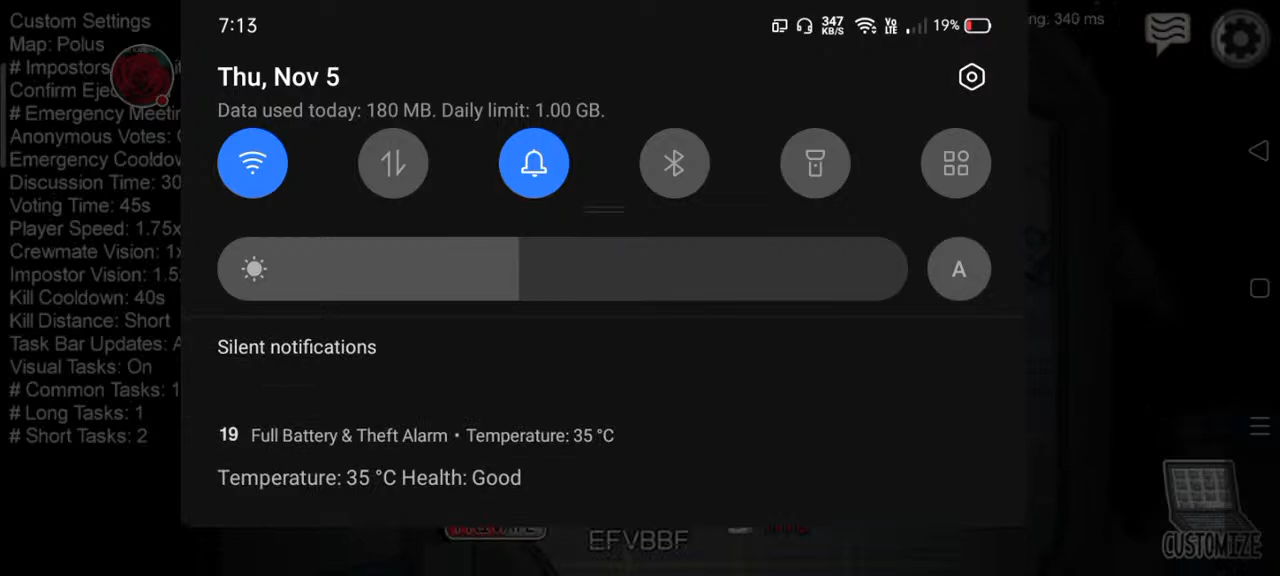 7:13
347 KB/S
Vo LTE
19%
ng: 340 ms
Thu, Nov 5
Data used today: 180 MB. Daily limit: 1.00 GB.
A
Silent notifications
19 Full Battery & Theft Alarm • Temperature: 35 °C
Temperature: 35 °C Health: Good
Custom Settings
Map: Polus
# Impostors
Confirm Ejec
# Emergency Meetin
Anonymous Votes:
Emergency Cooldow
Discussion Time: 30
Voting Time: 45s
Player Speed: 1.75x
Crewmate Vision: 1x
Impostor Vision: 1.5
Kill Cooldown: 40s
Kill Distance: Short
Task Bar Updates: A
Visual Tasks: On
# Common Tasks: 1
# Long Tasks: 1
# Short Tasks: 2
EFVBBF
CUSTOMIZE